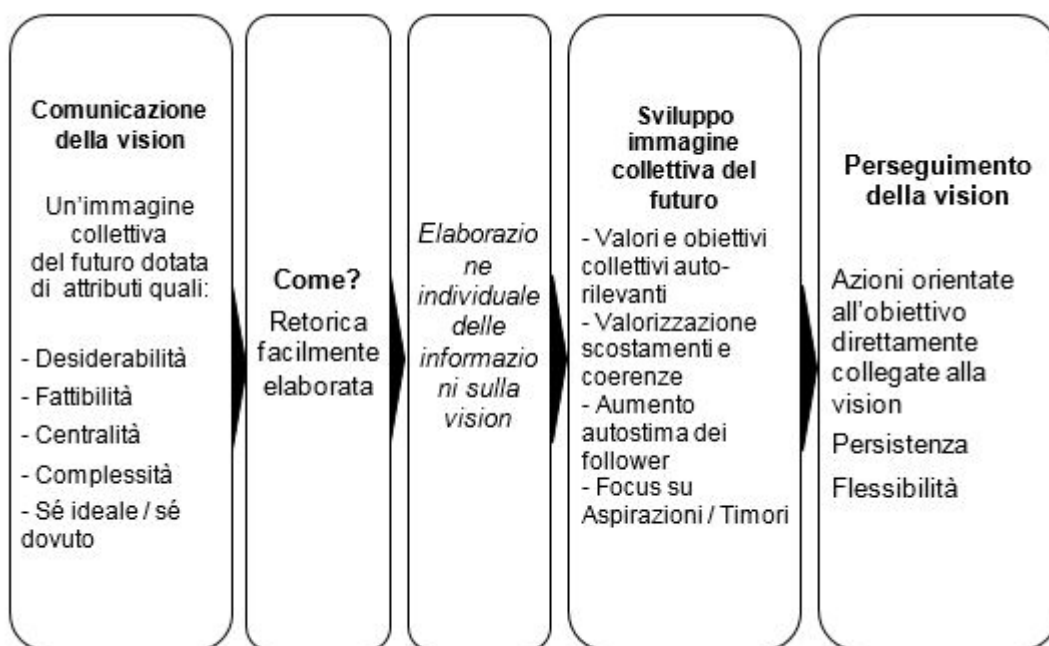 Comunicazione
della vision
Un'immagine
collettiva
del futuro dotata
di attributi quali:
- Desiderabilità
- Fattibilità
- Centralità
- Complessità
- Sé ideale / sé
dovuto
Come?
Retorica
facilmente
elaborata
Elaborazio
ne
individuale
delle
informazio
ni sulla
vision
Sviluppo
immagine
collettiva del
futuro
- Valori e obiettivi
collettivi auto-
rilevanti
- Valorizzazione
scostamenti e
coerenze
- Aumento
autostima dei
follower
- Focus su
Aspirazioni / Timori
Perseguimento
della vision
Azioni orientate
all'obiettivo
direttamente
collegate alla
vision
Persistenza
Flessibilità